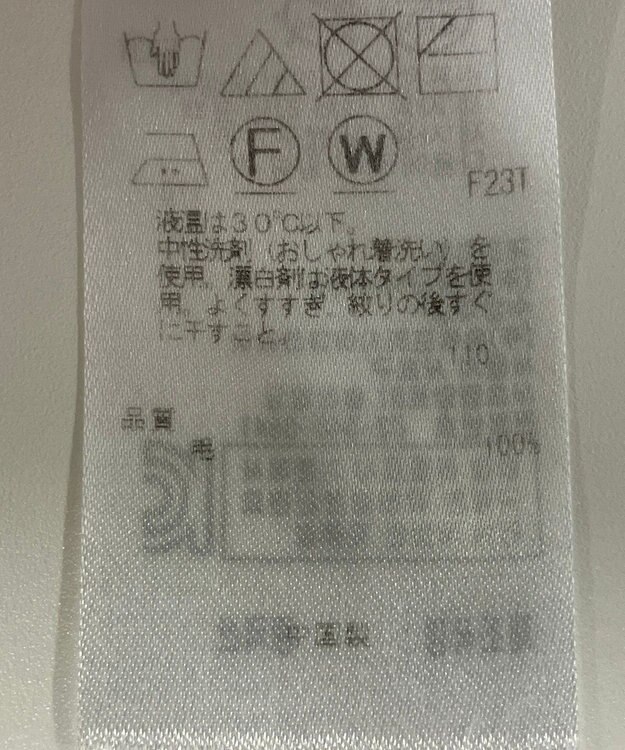 F W
F23T
液温は30℃以下。
中性洗剤（おしゃれ着洗い）を
使用。漂白剤は液体タイプを使
用。よくすすぎ 絞りの後すぐ
に干すこと。
110
品質
毛 100%
中国製